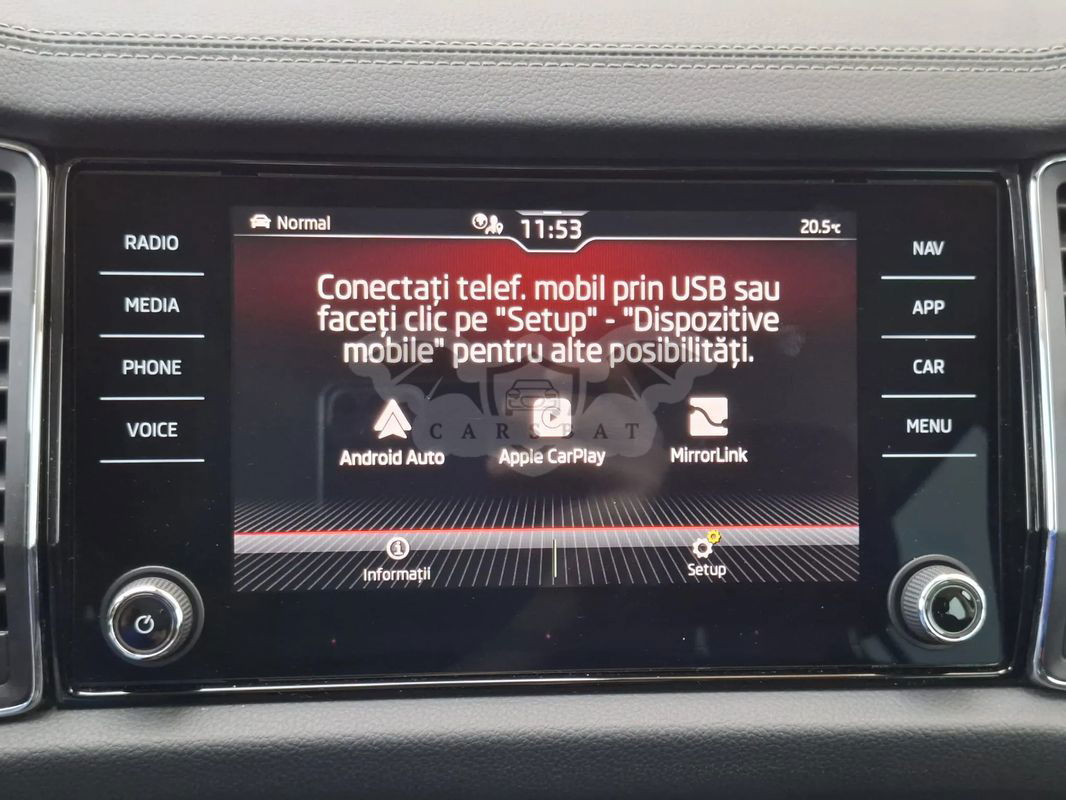 Normal
11:53
20.5°C
RADIO
MEDIA
PHONE
VOICE
Conectați telef. mobil prin USB sau
faceți clic pe "Setup" - "Dispozitive
mobile" pentru alte posibilități.
CARSBAT
Android Auto
Apple CarPlay
MirrorLink
Informații
Setup
NAV
APP
CAR
MENU